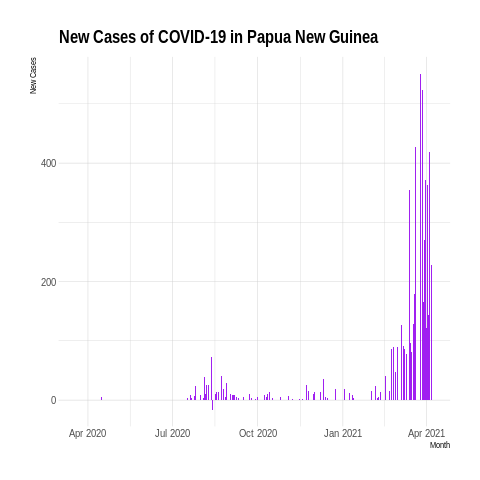 New Cases of COVID-19 in Papua New Guinea
New Cases
400
200
0
Apr 2020
Jul 2020
Oct 2020
Jan 2021
Apr 2021
Month